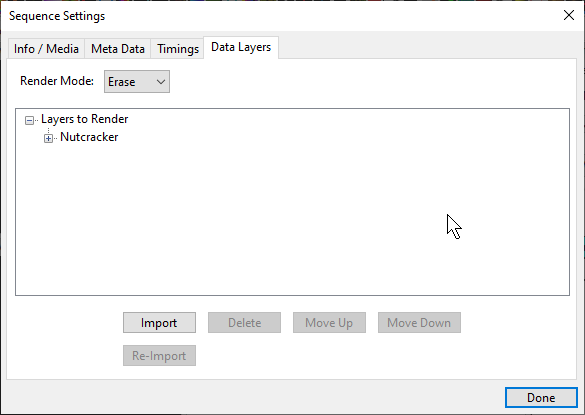 Sequence Settings
Info / Media Meta Data Timings Data Layers
Render Mode: Erase
Layers to Render
Nutcracker
Import Delete Move Up Move Down
Re-Import
Done